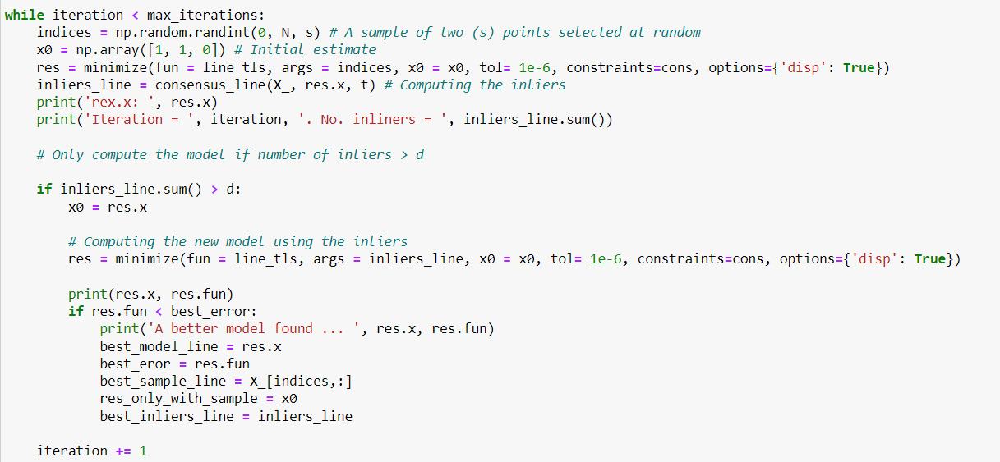 while iteration < max_iterations:
    indices = np.random.randint(0, N, s) # A sample of two (s) points selected at random
    x0 = np.array([1, 1, 0]) # Initial estimate
    res = minimize(fun = line_tls, args = indices, x0 = x0, tol= 1e-6, constraints=cons, options={'disp': True})
    inliers_line = consensus_line(X_, res.x, t) # Computing the inliers
    print('rex.x: ', res.x)
    print('Iteration = ', iteration, '. No. inliners = ', inliers_line.sum())
    # Only compute the model if number of inliers > d
    if inliers_line.sum() > d:
        x0 = res.x
        # Computing the new model using the inliers
        res = minimize(fun = line_tls, args = inliers_line, x0 = x0, tol= 1e-6, constraints=cons, options={'disp': True})
        print(res.x, res.fun)
        if res.fun < best_error:
            print('A better model found ... ', res.x, res.fun)
            best_model_line = res.x
            best_eror = res.fun
            best_sample_line = X_[indices,:]
            res_only_with_sample = x0
            best_inliers_line = inliers_line
    iteration += 1